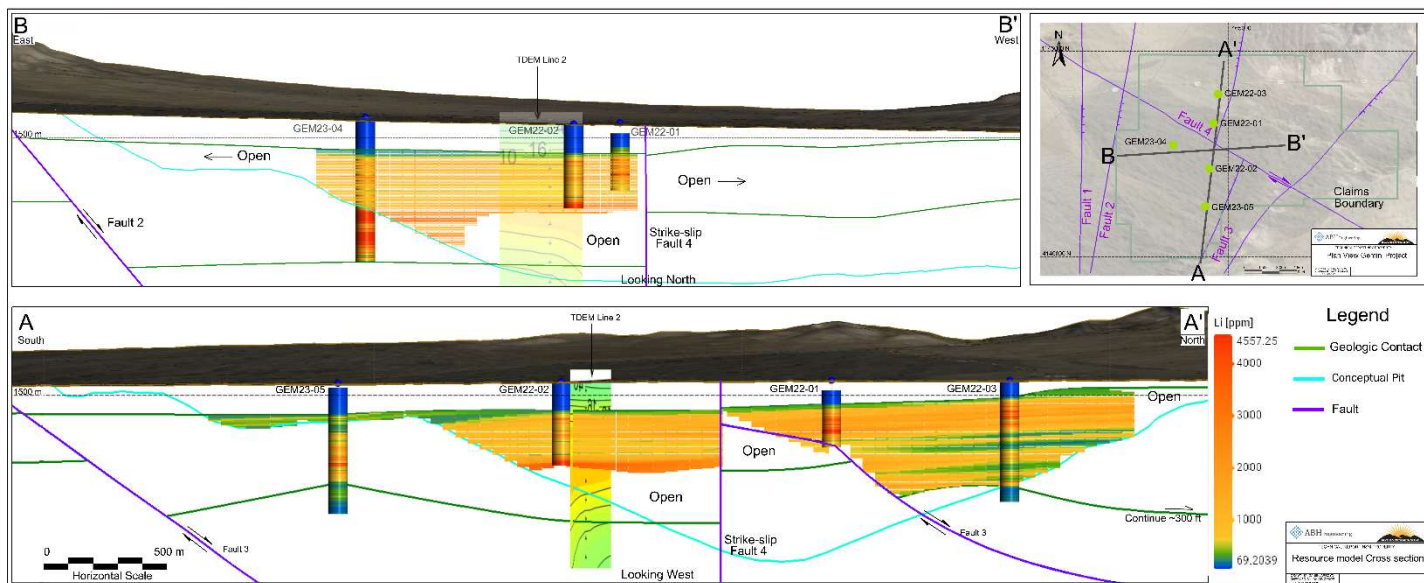 B
East
B'
West
TDEM Line 2
GEM23-04
GEM22-02
GEM22-01
1500 m
10
16
← Open
Open →
Fault 2
Open
Strike-slip
Fault 4
Looking North
N
A'
GEM22-03
Fault 4
GEM22-01
GEM23-04
B
B'
GEM22-02
GEM23-05
Fault 1
Fault 2
Fault 3
A
Claims
Boundary
ABH Engineering
Plan View Gemini Project
A
South
A'
North
TDEM Line 2
GEM23-05
GEM22-02
GEM22-01
GEM22-03
1500 m
Open
Open
Open
Fault 3
Fault 3
Continue ~300 ft
Strike-slip
Fault 4
0 500 m
Horizontal Scale
Looking West
Li [ppm]
4557.25
4000
3000
2000
1000
69.2039
Legend
Geologic Contact
Conceptual Pit
Fault
ABH Engineering
Resource model Cross section